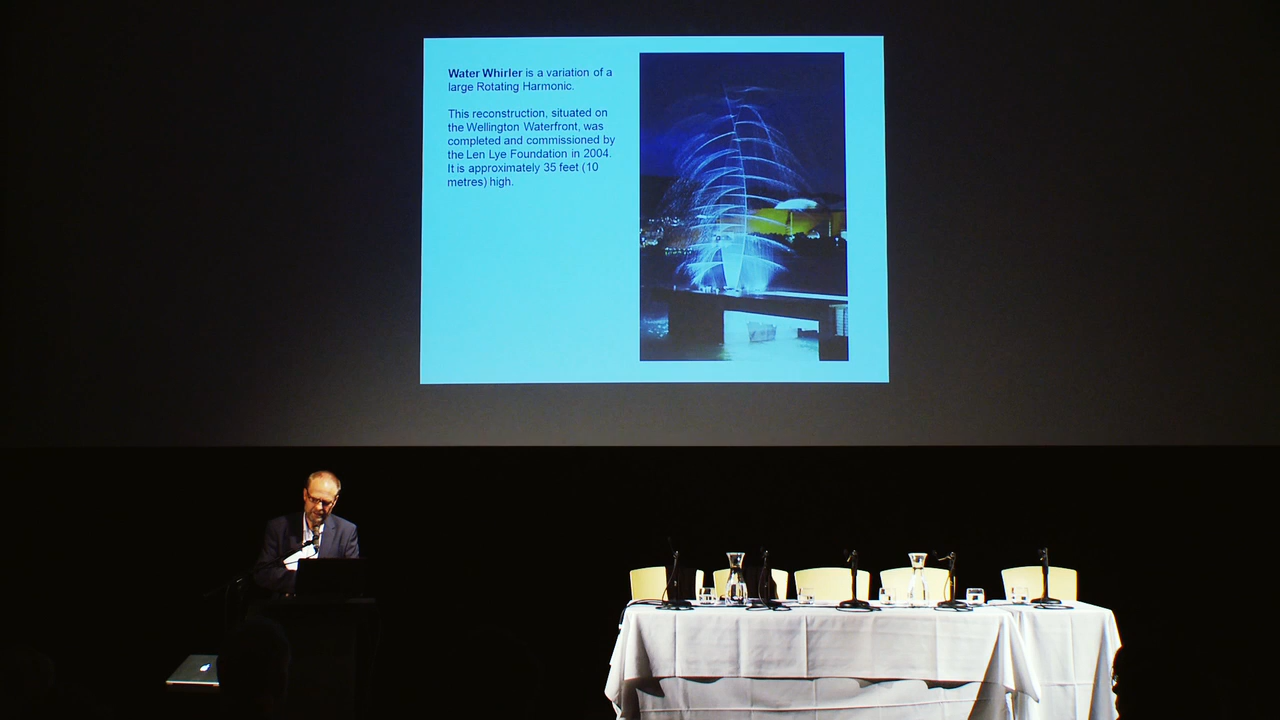 Water Whirler is a variation of a
large Rotating Harmonic.
This reconstruction, situated on
the Wellington Waterfront, was
completed and commissioned by
the Len Lye Foundation in 2004.
It is approximately 35 feet (10
metres) high.